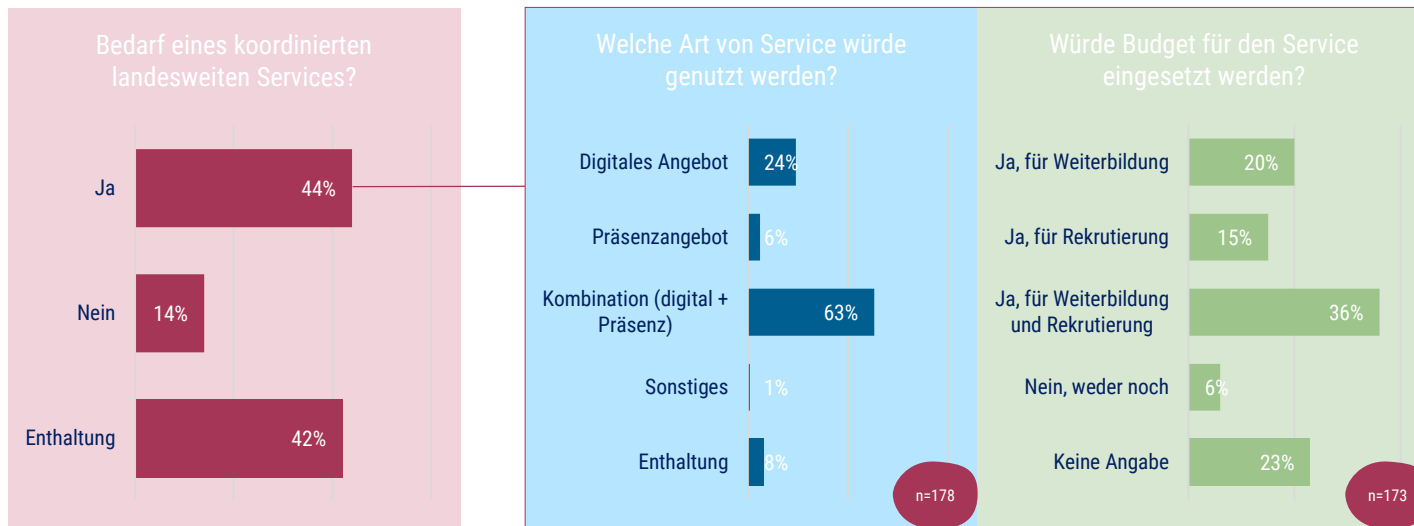 Bedarf eines koordinierten
landesweiten Services?
Ja
44%
Nein
14%
Enthaltung
42%
Welche Art von Service würde
genutzt werden?
Digitales Angebot
24%
Präsenzangebot
6%
Kombination (digital +
Präsenz)
63%
Sonstiges
1%
Enthaltung
8%
n=178
Würde Budget für den Service
eingesetzt werden?
Ja, für Weiterbildung
20%
Ja, für Rekrutierung
15%
Ja, für Weiterbildung
und Rekrutierung
36%
Nein, weder noch
6%
Keine Angabe
23%
n=173